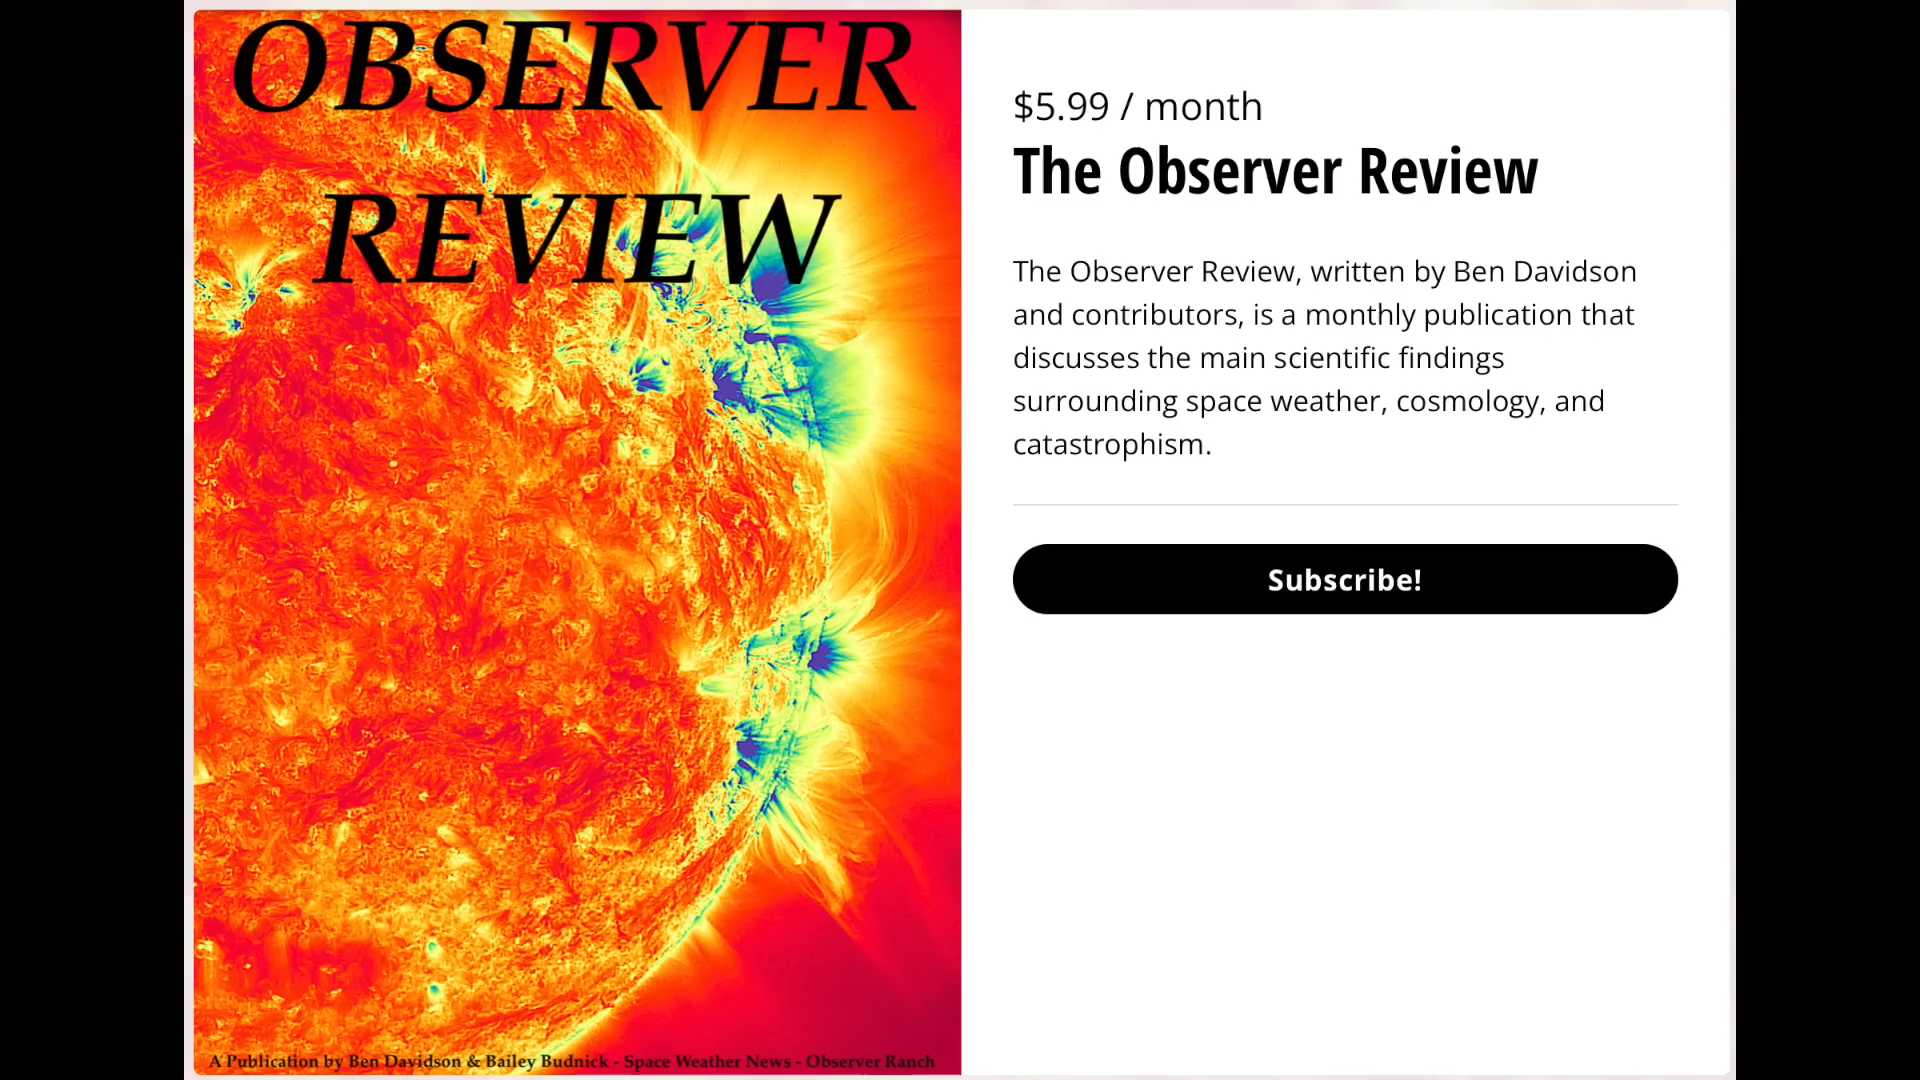 OBSERVER
REVIEW
A Publication by Ben Davidson & Bailey Budnick - Space Weather News - Observer Ranch
$5.99 / month
The Observer Review
The Observer Review, written by Ben Davidson
and contributors, is a monthly publication that
discusses the main scientific findings
surrounding space weather, cosmology, and
catastrophism.
Subscribe!